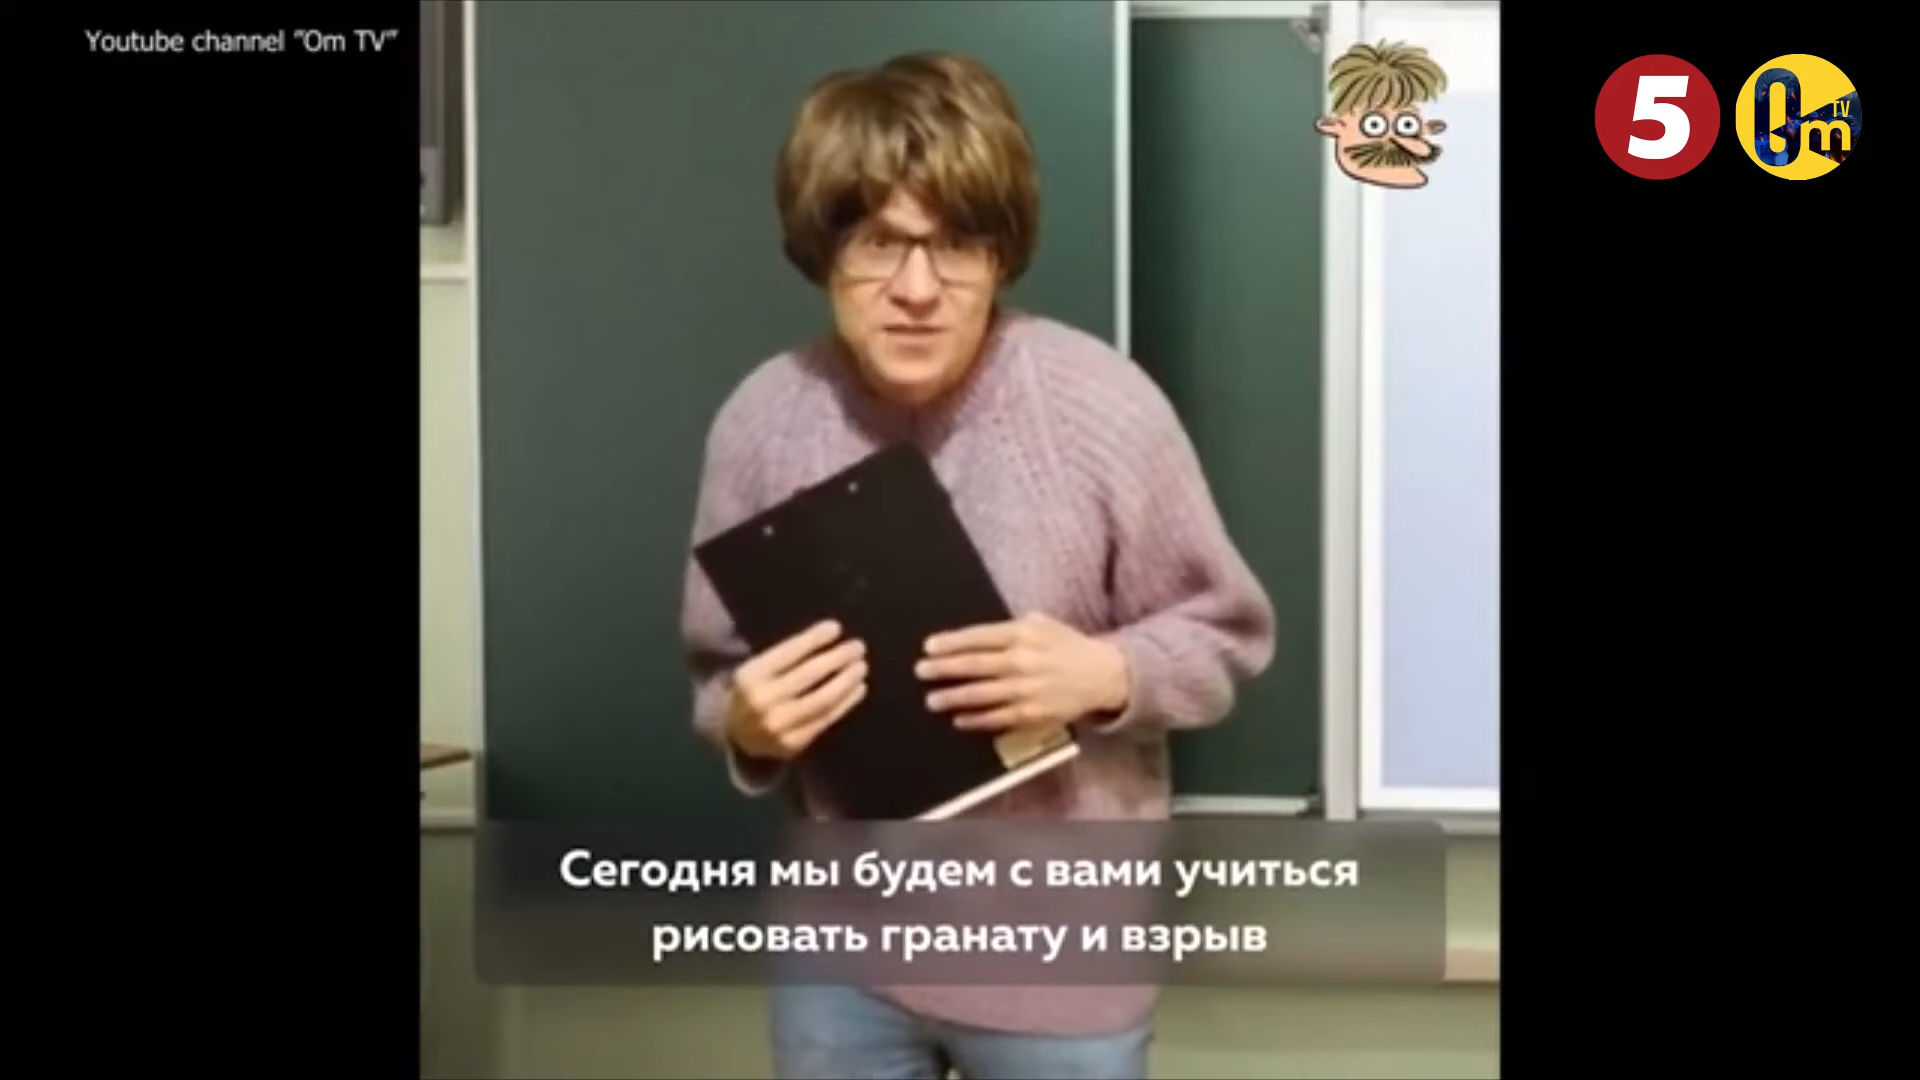 Youtube channel "Om TV"
5
Om TV
Сегодня мы будем с вами учиться
рисовать гранату и взрыв